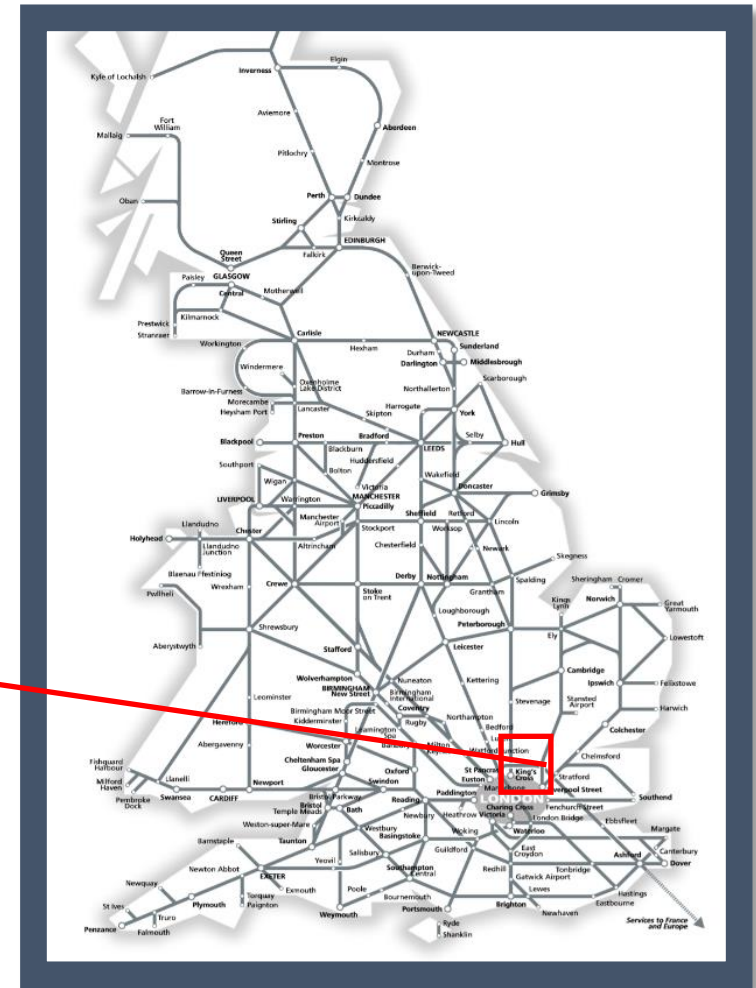 Elgin
Inverness
Kyle of Lochalsh
Aviemore
Fort
William
Mallaig
Aberdeen
Pitlochry
Montrose
Perth
Dundee
Oban
Stirling
Kirkcaldy
EDINBURGH
Queen
Street
Falkirk
Berwick-
upon-Tweed
Paisley
GLASGOW
Central
Motherwell
Prestwick
Kilmarnock
Stranraer
Carlisle
NEWCASTLE
Workington
Hexham
Sunderland
Durham
Darlington
Middlesbrough
Windermere
Oxenholme
Lake District
Scarborough
Barrow-in-Furness
Northallerton
Morecambe
Heysham Port
Lancaster
Harrogate
York
Skipton
Blackpool
Preston
Bradford
LEEDS
Selby
Hull
Blackburn
Huddersfield
Southport
Bolton
Wakefield
Wigan
Victoria
Doncaster
Grimsby
LIVERPOOL
Warrington
MANCHESTER
Piccadilly
Manchester
Airport
Sheffield
Retford
Lincoln
Llandudno
Chester
Stockport
Worksop
Holyhead
Llandudno
Junction
Altrincham
Chesterfield
Newark
Skegness
Blaenau Ffestiniog
Wrexham
Crewe
Stoke
on Trent
Derby
Nottingham
Grantham
Spalding
Sheringham
Cromer
Pwllheli
Kings
Lynn
Norwich
Great
Yarmouth
Loughborough
Peterborough
Shrewsbury
Ely
Lowestoft
Aberystwyth
Stafford
Leicester
Wolverhampton
Nuneaton
Kettering
Cambridge
BIRMINGHAM
New Street
Birmingham
International
Ipswich
Felixstowe
Leominster
Coventry
Stevenage
Stansted
Airport
Birmingham Moor Street
Rugby
Northampton
Harwich
Hereford
Kidderminster
Leamington
Spa
Bedford
Colchester
Abergavenny
Worcester
Milton
Watford Junction
Chelmsford
Cheltenham Spa
Gloucester
Oxford
St Pancras
King's
Cross
Stratford
Fishguard
Harbour
Llanelli
Swindon
Euston
Liverpool Street
Milford
Haven
Newport
Bristol Parkway
Paddington
LONDON
Southend
Pembroke
Dock
Swansea
CARDIFF
Bristol
Temple Meads
Bath
Reading
Charing Cross
Fenchurch Street
Newbury
Heathrow
Victoria
London Bridge
Ebbsfleet
Weston-super-Mare
Westbury
Basingstoke
Woking
Waterloo
Margate
Barnstaple
Taunton
Salisbury
Guildford
East
Croydon
Canterbury
Newton Abbot
Yeovil
Southampton
Central
Redhill
Tonbridge
Ashford
Dover
EXETER
Gatwick Airport
Newquay
Exmouth
Poole
Lewes
Hastings
St Ives
Plymouth
Torquay
Paignton
Bournemouth
Eastbourne
Truro
Weymouth
Portsmouth
Brighton
Newhaven
Penzance
Falmouth
Ryde
Shanklin
Services to France
and Europe